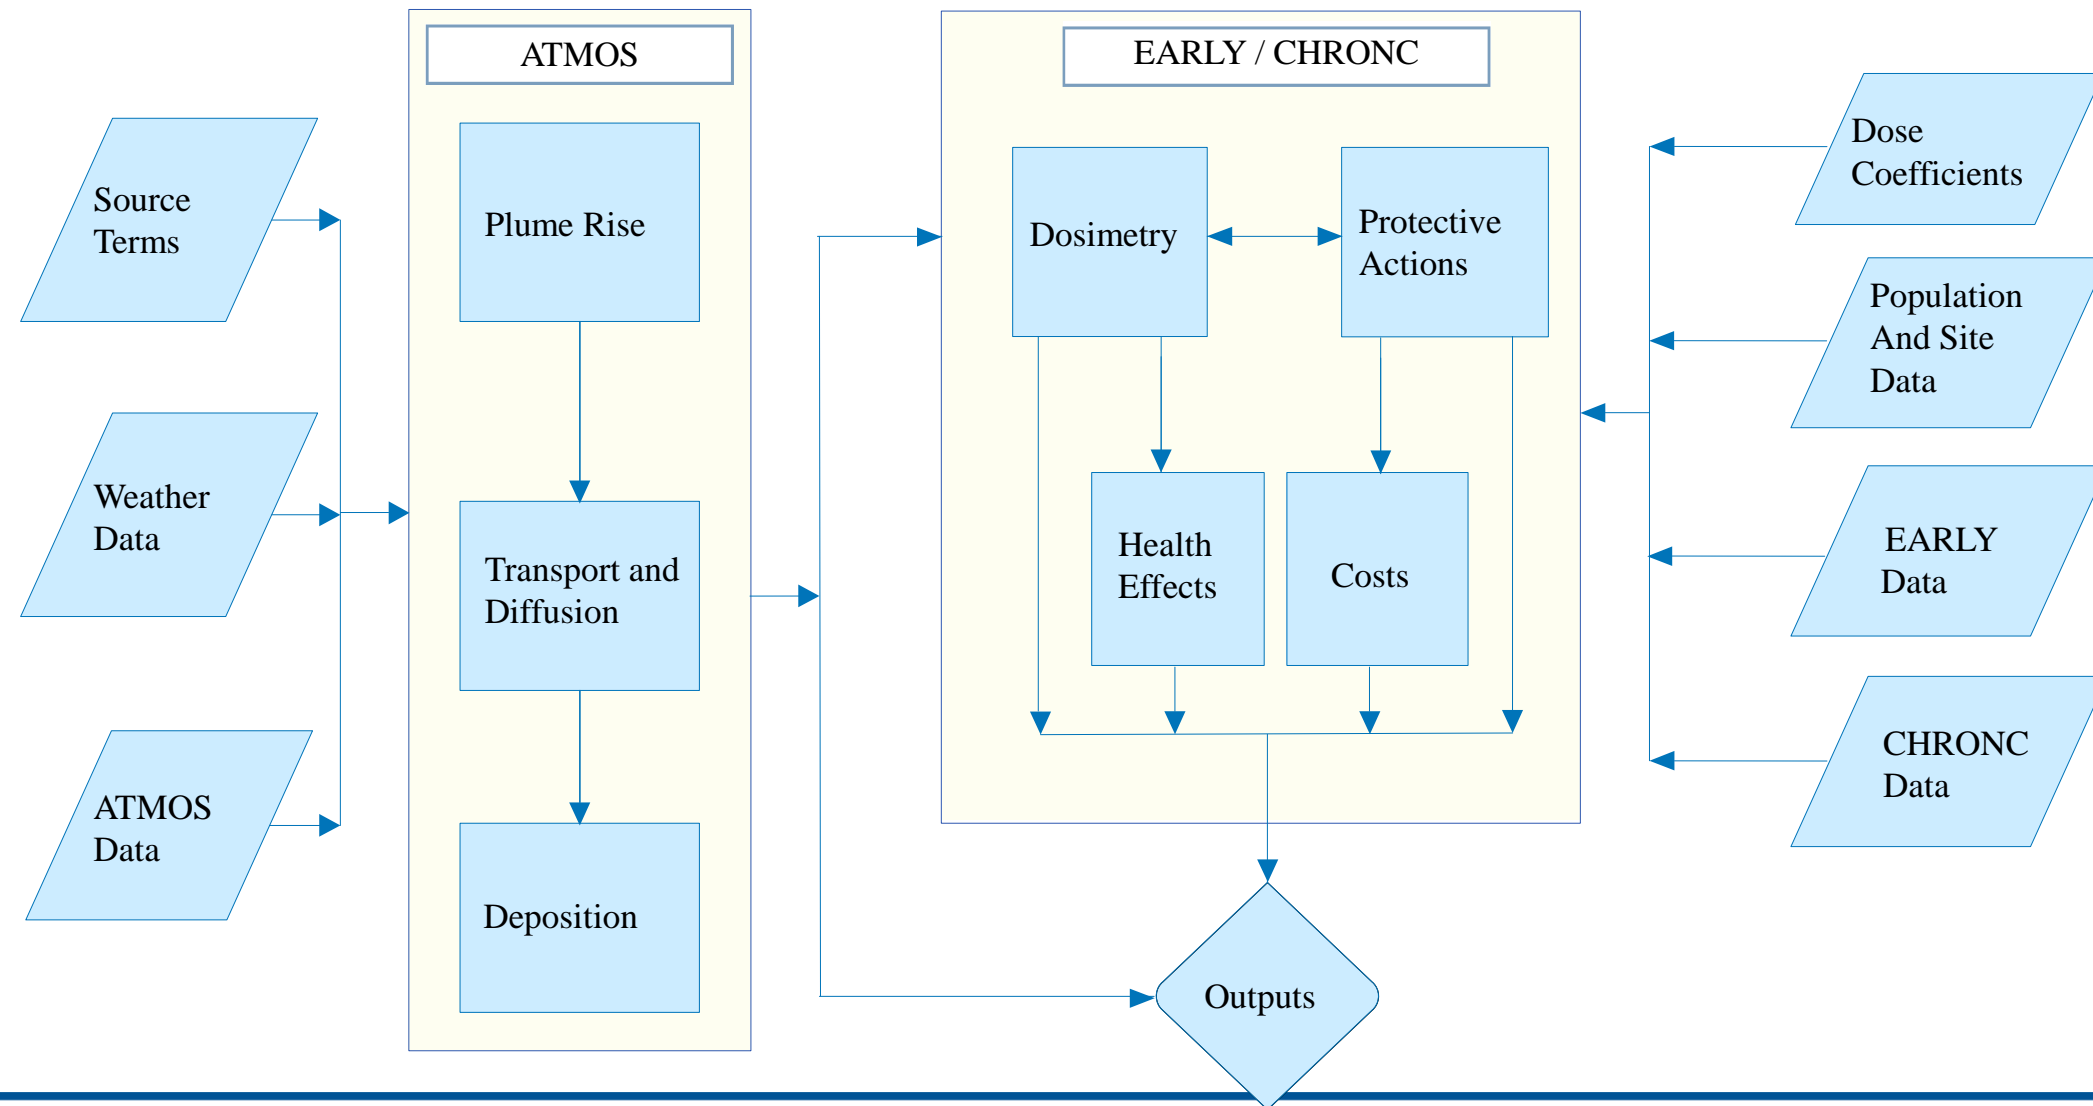 ATMOS
EARLY / CHRONC
Source
Terms
Weather
Data
ATMOS
Data
Plume Rise
Transport and
Diffusion
Deposition
Dosimetry
Protective
Actions
Health
Effects
Costs
Outputs
Dose
Coefficients
Population
And Site
Data
EARLY
Data
CHRONC
Data